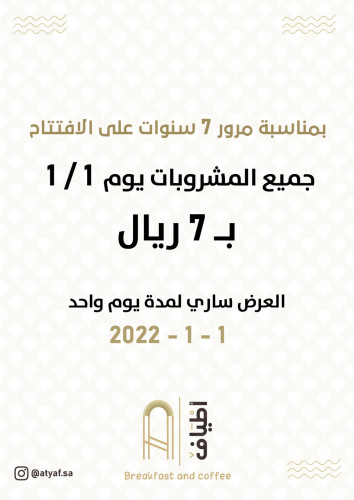 بمناسبة مرور 7 سنوات على الافتتاح
جميع المشروبات يوم 1 / 1
بـ 7 ريال
العرض ساري لمدة يوم واحد
1 - 1 - 2022
أطياف
Breakfast and coffee
@atyaf.sa